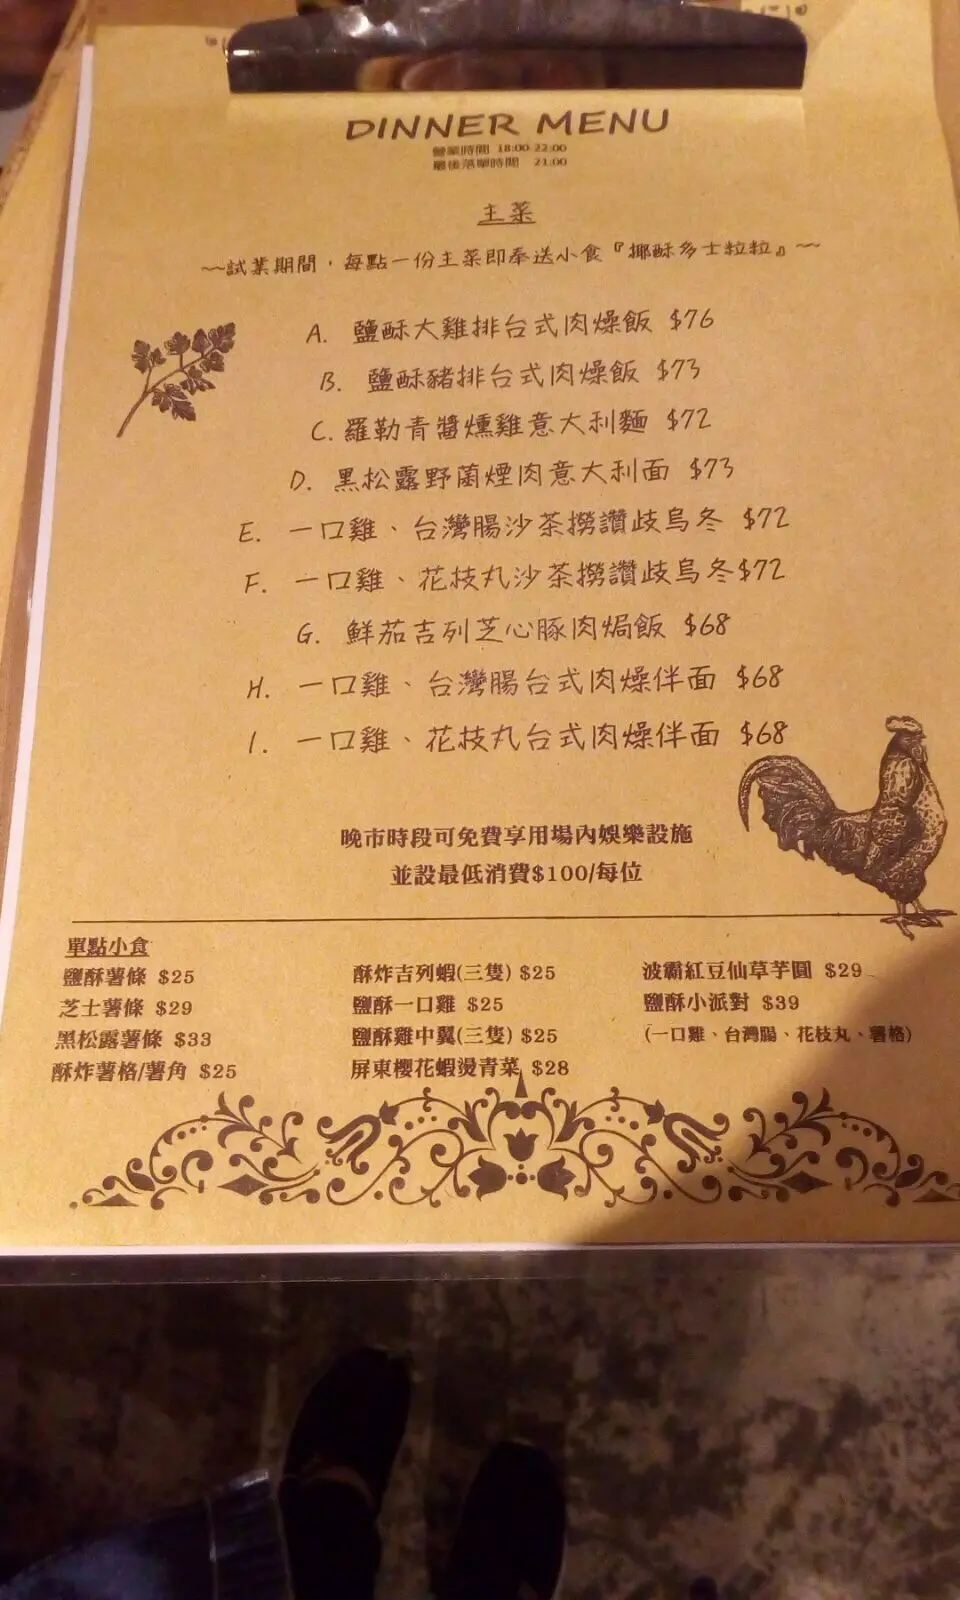 DINNER MENU
營業時間 18:00-22:00
最後落單時間 21:00
主菜
~~試業期間，每點一份主菜即奉送小食『椰酥多士粒粒』~~
A. 鹽酥大雞排台式肉燥飯 $76
B. 鹽酥豬排台式肉燥飯 $73
C. 羅勒青醬燻雞意大利麵 $72
D. 黑松露野菌煙肉意大利面 $73
E. 一口雞、台灣腸沙茶撈讚歧烏冬 $72
F. 一口雞、花枝丸沙茶撈讚歧烏冬 $72
G. 鮮茄吉列芝心豚肉焗飯 $68
H. 一口雞、台灣腸台式肉燥伴面 $68
I. 一口雞、花枝丸台式肉燥伴面 $68
晚市時段可免費享用場內娛樂設施
並設最低消費$100/每位
單點小食
鹽酥薯條 $25
芝士薯條 $29
黑松露薯條 $33
酥炸薯格/薯角 $25
酥炸吉列蝦(三隻) $25
鹽酥一口雞 $25
鹽酥雞中翼(三隻) $25
屏東櫻花蝦燙青菜 $28
波霸紅豆仙草芋圓 $29
鹽酥小派對 $39
(一口雞、台灣腸、花枝丸、薯格)